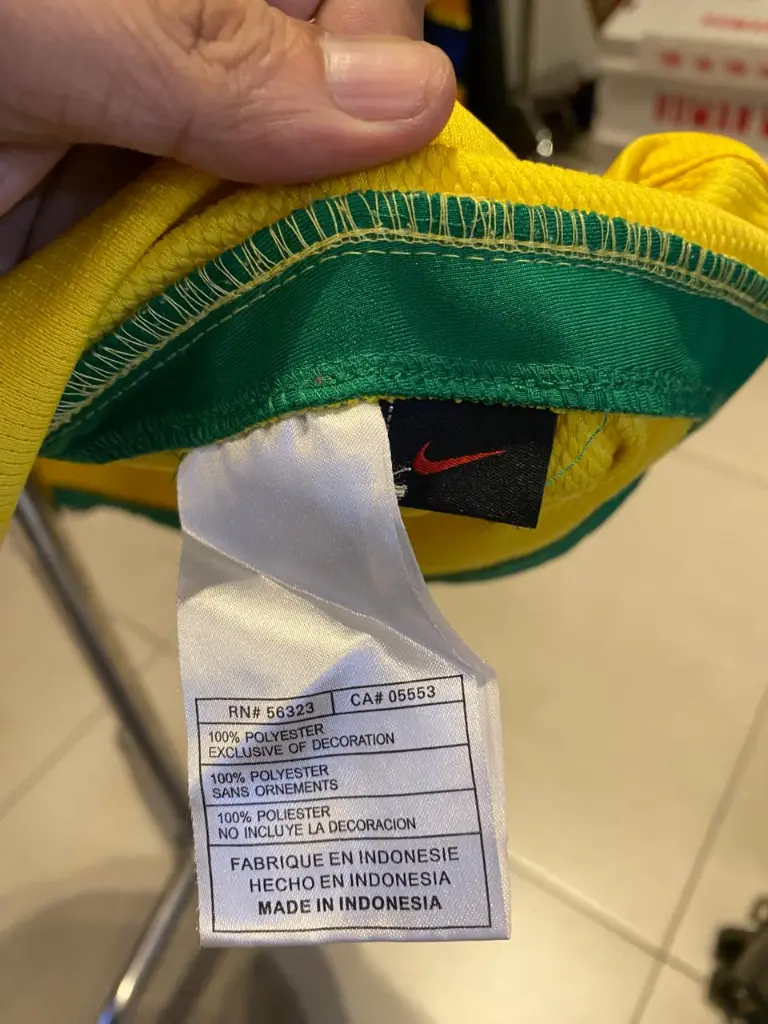 RN# 56323 CA# 05553
100% POLYESTER
EXCLUSIVE OF DECORATION
100% POLYESTER
SANS ORNEMENTS
100% POLIESTER
NO INCLUYE LA DECORACION
FABRIQUE EN INDONESIE
HECHO EN INDONESIA
MADE IN INDONESIA